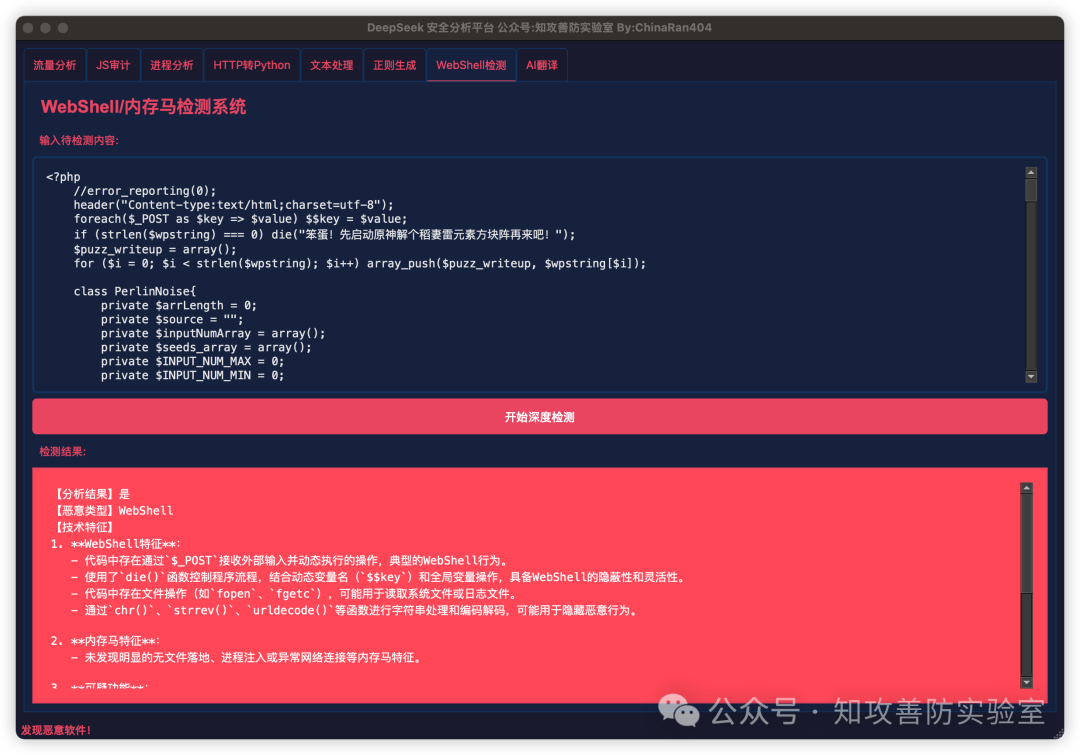 DeepSeek 安全分析平台 公众号:知攻善防实验室 By:ChinaRan404
流量分析 JS审计 进程分析 HTTP转Python 文本处理 正则生成 WebShell检测 AI翻译
WebShell/内存马检测系统
输入待检测内容:
<?php
//error_reporting(0);
header("Content-type:text/html;charset=utf-8");
foreach($_POST as $key => $value) $$key = $value;
if (strlen($wpstring) === 0) die("笨蛋！先启动原神解个稻妻雷元素方块阵再来吧！");
$puzz_writeup = array();
for ($i = 0; $i < strlen($wpstring); $i++) array_push($puzz_writeup, $wpstring[$i]);
class PerlinNoise{
private $arrLength = 0;
private $source = "";
private $inputNumArray = array();
private $seeds_array = array();
private $INPUT_NUM_MAX = 0;
private $INPUT_NUM_MIN = 0;
开始深度检测
检测结果:
【分析结果】是
【恶意类型】WebShell
【技术特征】
1. **WebShell特征**:
- 代码中存在通过`$_POST`接收外部输入并动态执行的操作，典型的WebShell行为。
- 使用了`die()`函数控制程序流程，结合动态变量名（`$$key`）和全局变量操作，具备WebShell的隐蔽性和灵活性。
- 代码中存在文件操作（如`fopen`、`fgetc`），可能用于读取系统文件或日志文件。
- 通过`chr()`、`strrev()`、`urldecode()`等函数进行字符串处理和编码解码，可能用于隐藏恶意行为。
2. **内存马特征**:
- 未发现明显的无文件落地、进程注入或异常网络连接等内存马特征。
3. **可疑功能**:
公众号 · 知攻善防实验室
发现恶意软件!